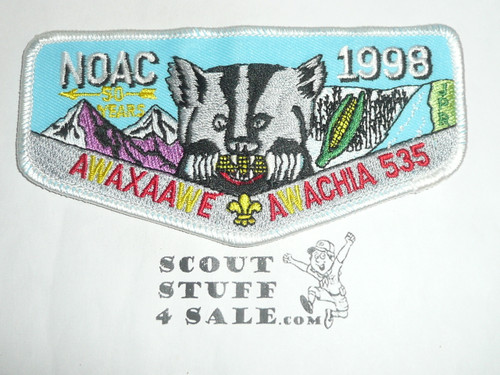 NOAC 1998
50
YEARS
AWAXAAWE AWACHIA 535
SCOUT
STUFF
4 SALE.COM